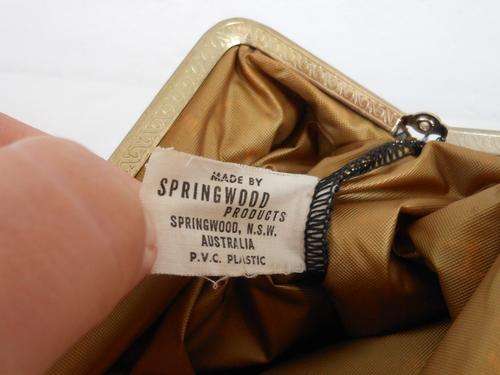 MADE BY
SPRINGWOOD
PRODUCTS
SPRINGWOOD, N.S.W.
AUSTRALIA
P.V.C. PLASTIC